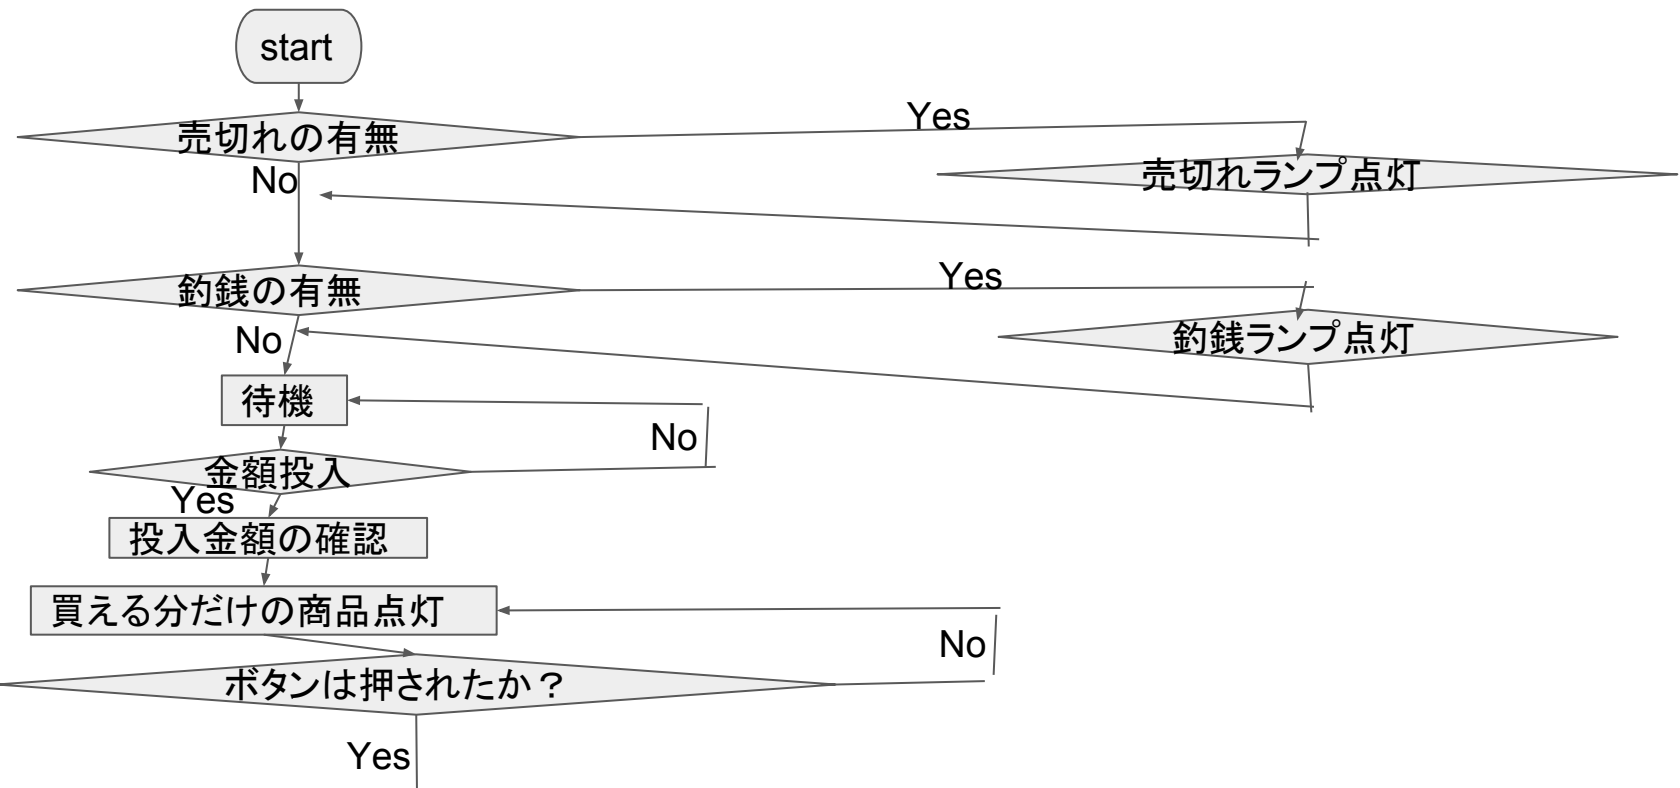 start
売切れの有無
Yes
売切れランプ点灯
No
釣銭の有無
Yes
釣銭ランプ点灯
No
待機
No
金額投入
Yes
投入金額の確認
買える分だけの商品点灯
No
ボタンは押されたか？
Yes